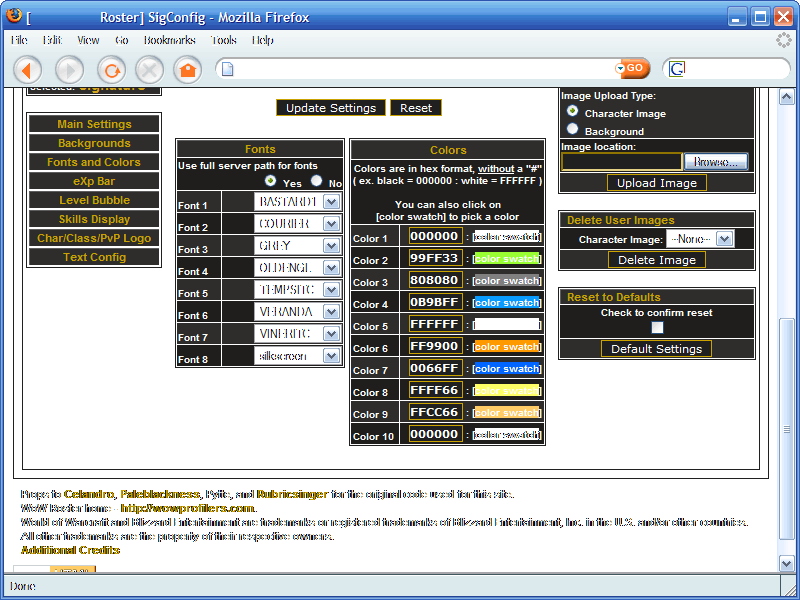 [ Roster] SigConfig - Mozilla Firefox
File Edit View Go Bookmarks Tools Help
GO
G
Signature
Update Settings Reset
Main Settings
Backgrounds
Fonts and Colors
eXp Bar
Level Bubble
Skills Display
Char/Class/PvP Logo
Text Config
Fonts
Use full server path for fonts
Yes No
Font 1 BASTARD1
Font 2 COURIER
Font 3 GREY
Font 4 OLDENGL
Font 5 TEMPSITC
Font 6 VERANDA
Font 7 VINERITC
Font 8 silkscreen
Colors
Colors are in hex format, without a "#"
( ex. black = 000000 : white = FFFFFF )
You can also click on
[color swatch] to pick a color
Color 1 000000 : [color swatch]
Color 2 99FF33 : [color swatch]
Color 3 808080 : [color swatch]
Color 4 0B9BFF : [color swatch]
Color 5 FFFFFF : [ ]
Color 6 FF9900 : [color swatch]
Color 7 0066FF : [color swatch]
Color 8 FFFF66 : [color swatch]
Color 9 FFCC66 : [color swatch]
Color 10 000000 : [color swatch]
Image Upload Type:
Character Image
Background
Image location:
Browse...
Upload Image
Delete User Images
Character Image: --None--
Delete Image
Reset to Defaults
Check to confirm reset
Default Settings
Props to Celandro, Paleblackness, Pytte, and Rubricsinger for the original code used for this site.
WoW Roster home - http://wowprofilers.com.
World of Warcraft and Blizzard Entertainment are trademarks or registered trademarks of Blizzard Entertainment, Inc. in the U.S. and/or other countries.
All other trademarks are the property of their respective owners.
Additional Credits
Done